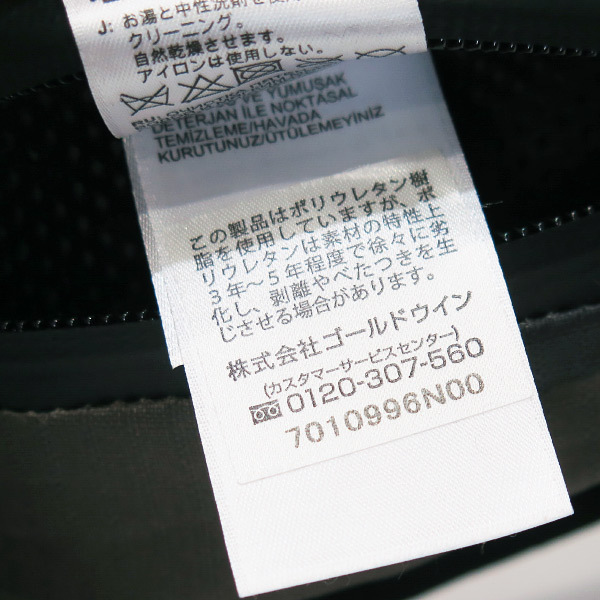 J: お湯と中性洗剤を使用
クリーニング。
自然乾燥させます。
アイロンは使用しない。
VE YUMUŞAK
DETERJAN İLE NOKTASAL
TEMİZLEME/HAVADA
KURUTUNUZ/ÜTÜLEMEYİNİZ
この製品はポリウレタン樹
脂を使用していますが、ポ
リウレタンは素材の特性上
3年～5年程度で徐々に劣
化し、剥離やべたつきを生
じさせる場合があります。
株式会社ゴールドウイン
(カスタマーサービスセンター)
0120-307-560
7010996N00